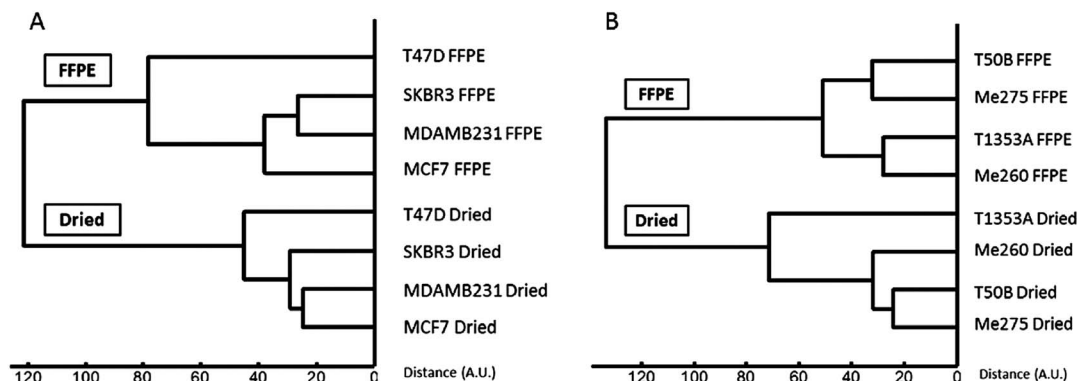 A
FFPE
T47D FFPE
SKBR3 FFPE
MDAMB231 FFPE
MCF7 FFPE
Dried
T47D Dried
SKBR3 Dried
MDAMB231 Dried
MCF7 Dried
120 100 80 60 40 20 0 Distance (A.U.)
B
FFPE
T50B FFPE
Me275 FFPE
T1353A FFPE
Me260 FFPE
Dried
T1353A Dried
Me260 Dried
T50B Dried
Me275 Dried
120 100 80 60 40 20 0 Distance (A.U.)